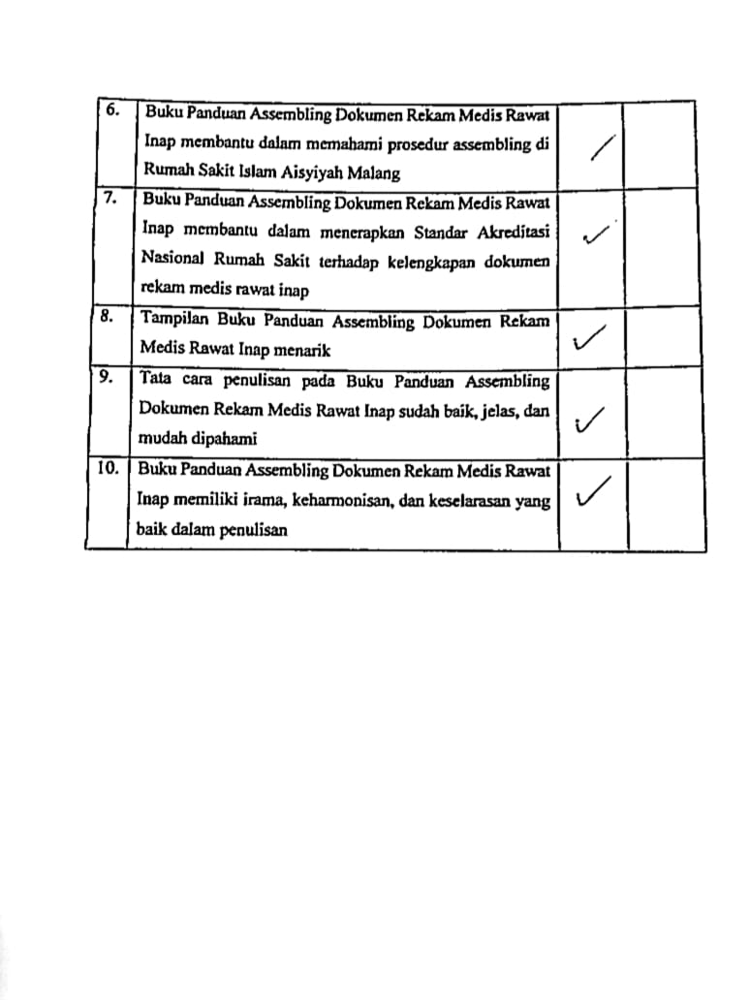 6. Buku Panduan Assembling Dokumen Rekam Medis Rawat
Inap membantu dalam memahami prosedur assembling di
Rumah Sakit Islam Aisyiyah Malang
7. Buku Panduan Assembling Dokumen Rekam Medis Rawat
Inap membantu dalam menerapkan Standar Akreditasi
Nasional Rumah Sakit terhadap kelengkapan dokumen
rekam medis rawat inap
8. Tampilan Buku Panduan Assembling Dokumen Rekam
Medis Rawat Inap menarik
9. Tata cara penulisan pada Buku Panduan Assembling
Dokumen Rekam Medis Rawat Inap sudah baik, jelas, dan
mudah dipahami
10. Buku Panduan Assembling Dokumen Rekam Medis Rawat
Inap memiliki irama, keharmonisan, dan keselarasan yang
baik dalam penulisan